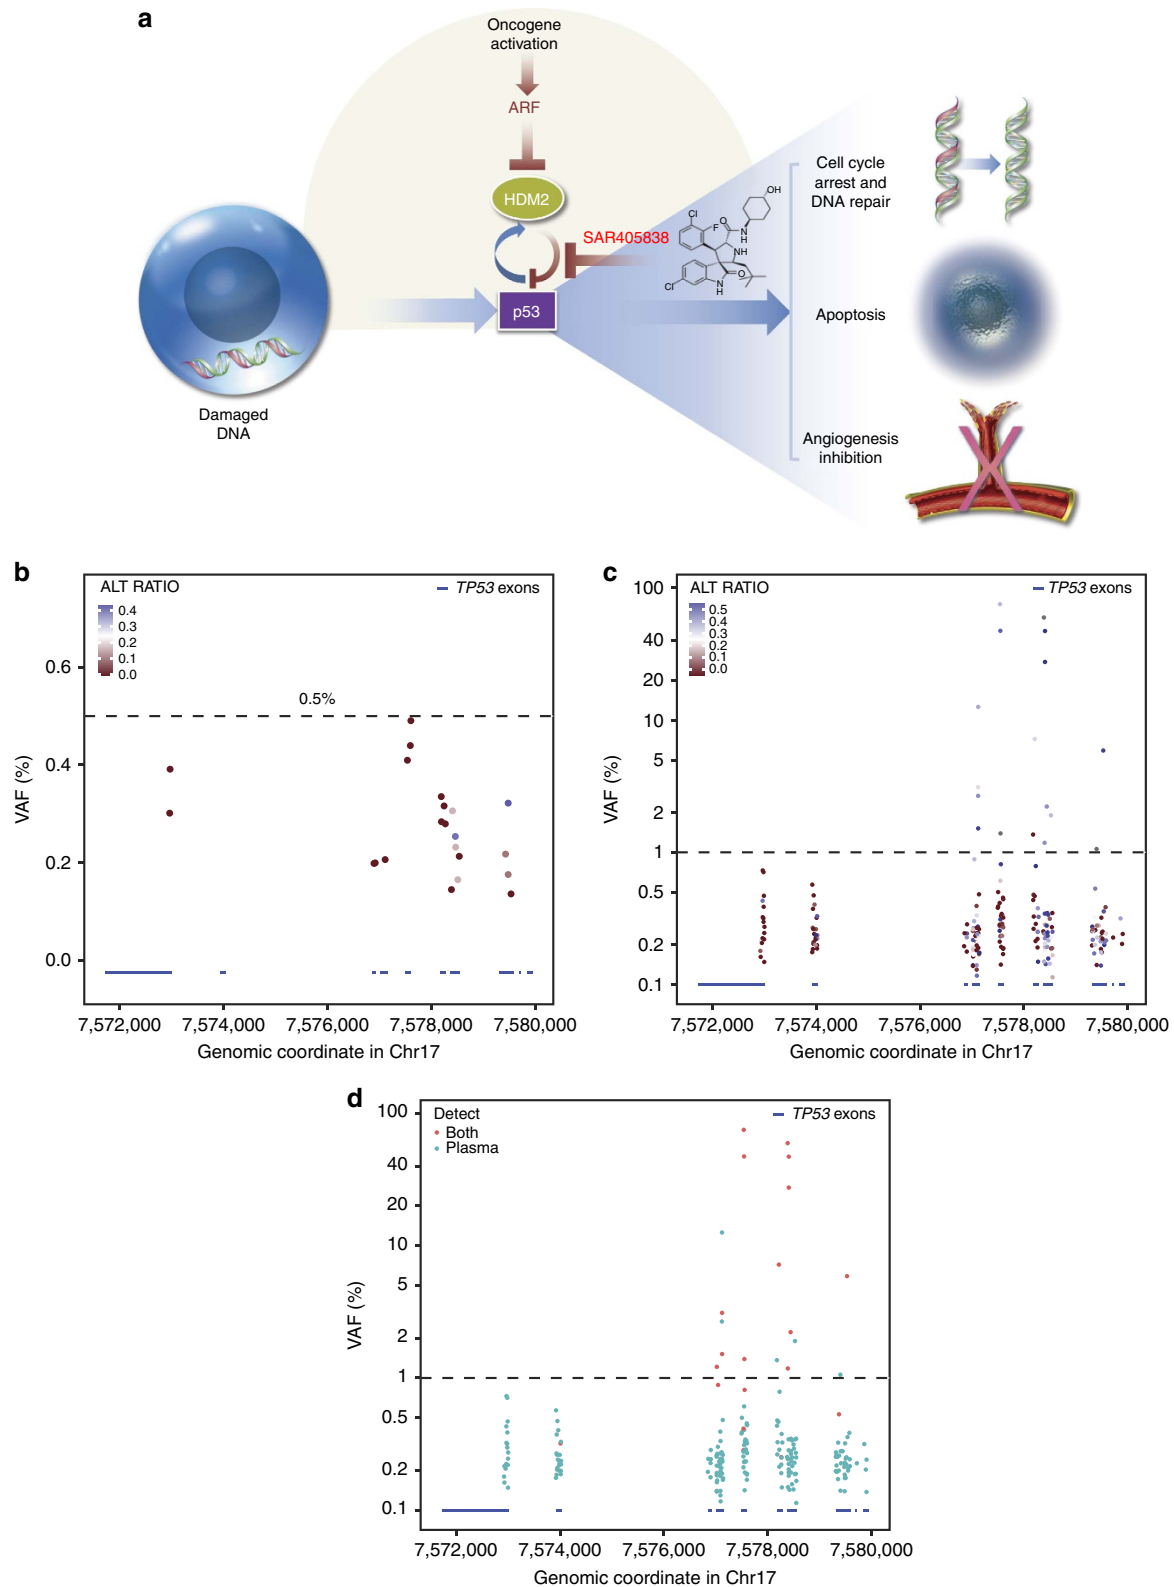 a
Oncogene
activation
ARF
HDM2
SAR405838
p53
Damaged
DNA
OH
Cl
F
O
N
H
NH
O
N
H
Cl
Cell cycle
arrest and
DNA repair
Apoptosis
Angiogenesis
inhibition
b
ALT RATIO
0.4
0.3
0.2
0.1
0.0
TP53 exons
0.5%
VAF (%)
0.6
0.4
0.2
0.0
7,572,000 7,574,000 7,576,000 7,578,000 7,580,000
Genomic coordinate in Chr17
c
ALT RATIO
0.5
0.4
0.3
0.2
0.1
0.0
TP53 exons
VAF (%)
100
40
20
10
5
2
1
0.5
0.2
0.1
7,572,000 7,574,000 7,576,000 7,578,000 7,580,000
Genomic coordinate in Chr17
d
Detect
Both
Plasma
TP53 exons
VAF (%)
100
40
20
10
5
2
1
0.5
0.2
0.1
7,572,000 7,574,000 7,576,000 7,578,000 7,580,000
Genomic coordinate in Chr17